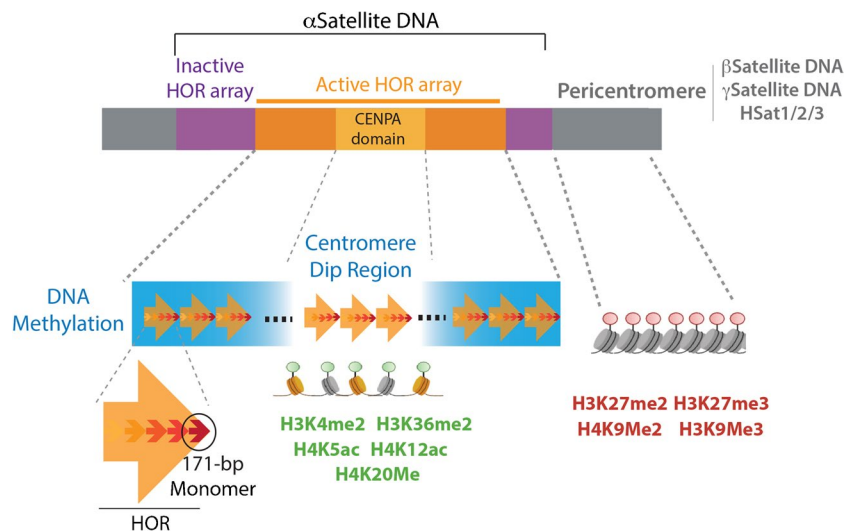 αSatellite DNA
Inactive
HOR array
Active HOR array
Pericentromere
βSatellite DNA
γSatellite DNA
HSat1/2/3
CENPA
domain
Centromere
Dip Region
DNA
Methylation
H3K4me2 H3K36me2
H4K5ac H4K12ac
H4K20Me
H3K27me2 H3K27me3
H4K9Me2 H3K9Me3
171-bp
Monomer
HOR